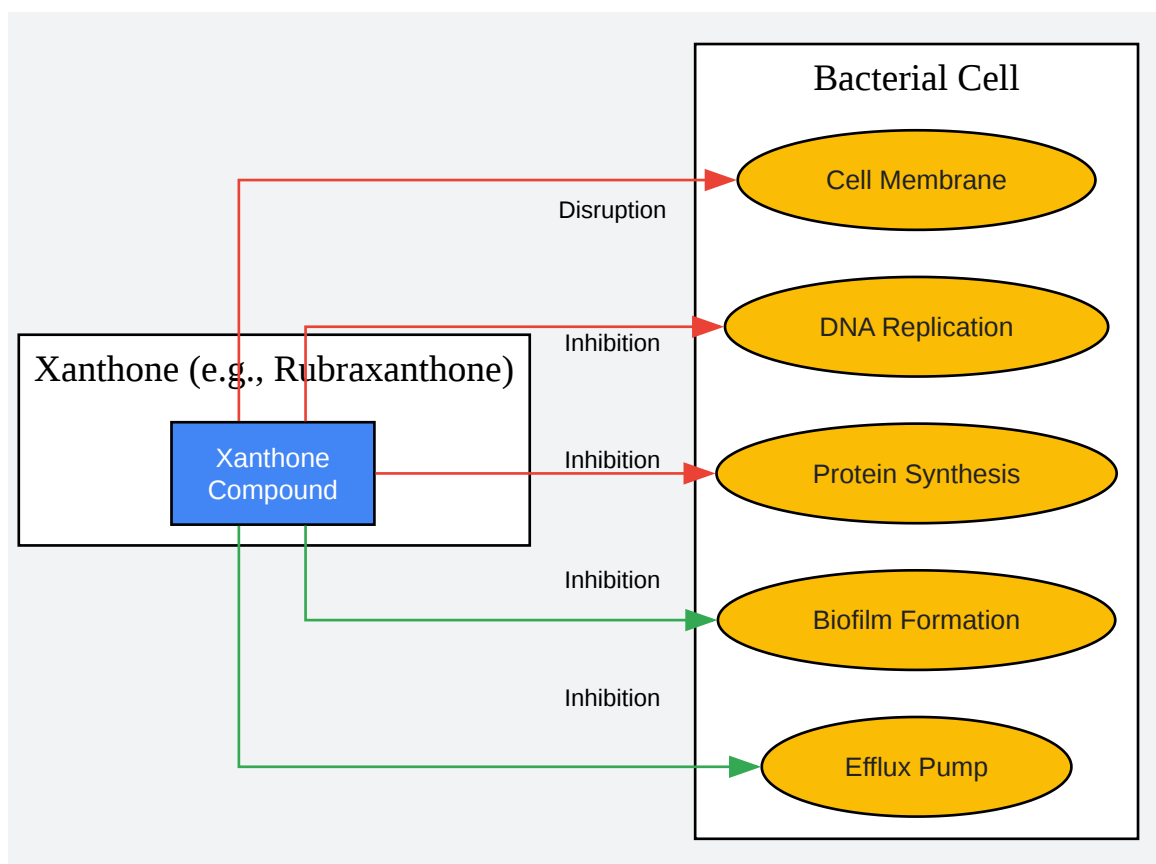 Bacterial Cell
Cell Membrane
Disruption
DNA Replication
Inhibition
Xanthone (e.g., Rubraxanthone)
Xanthone
Compound
Inhibition
Protein Synthesis
Inhibition
Biofilm Formation
Inhibition
Efflux Pump